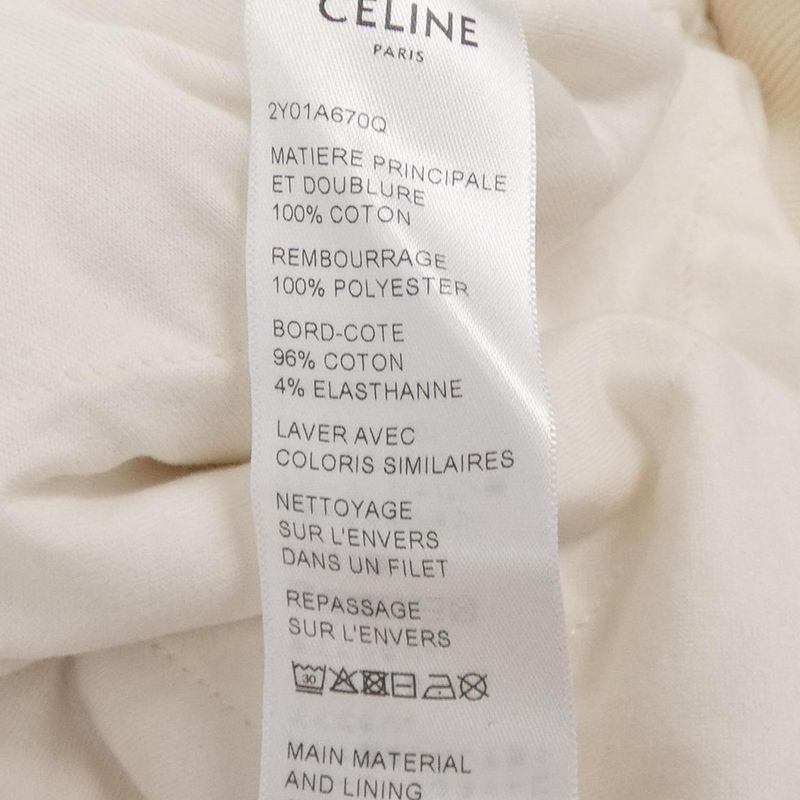 CELINE
PARIS
2Y01A670Q
MATIERE PRINCIPALE
ET DOUBLURE
100% COTON
REMBOURRAGE
100% POLYESTER
BORD-COTE
96% COTON
4% ELASTHANNE
LAVER AVEC
COLORIS SIMILAIRES
NETTOYAGE
SUR L'ENVERS
DANS UN FILET
REPASSAGE
SUR L'ENVERS
30
MAIN MATERIAL
AND LINING